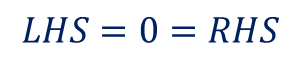 LHS = 0 = RHS